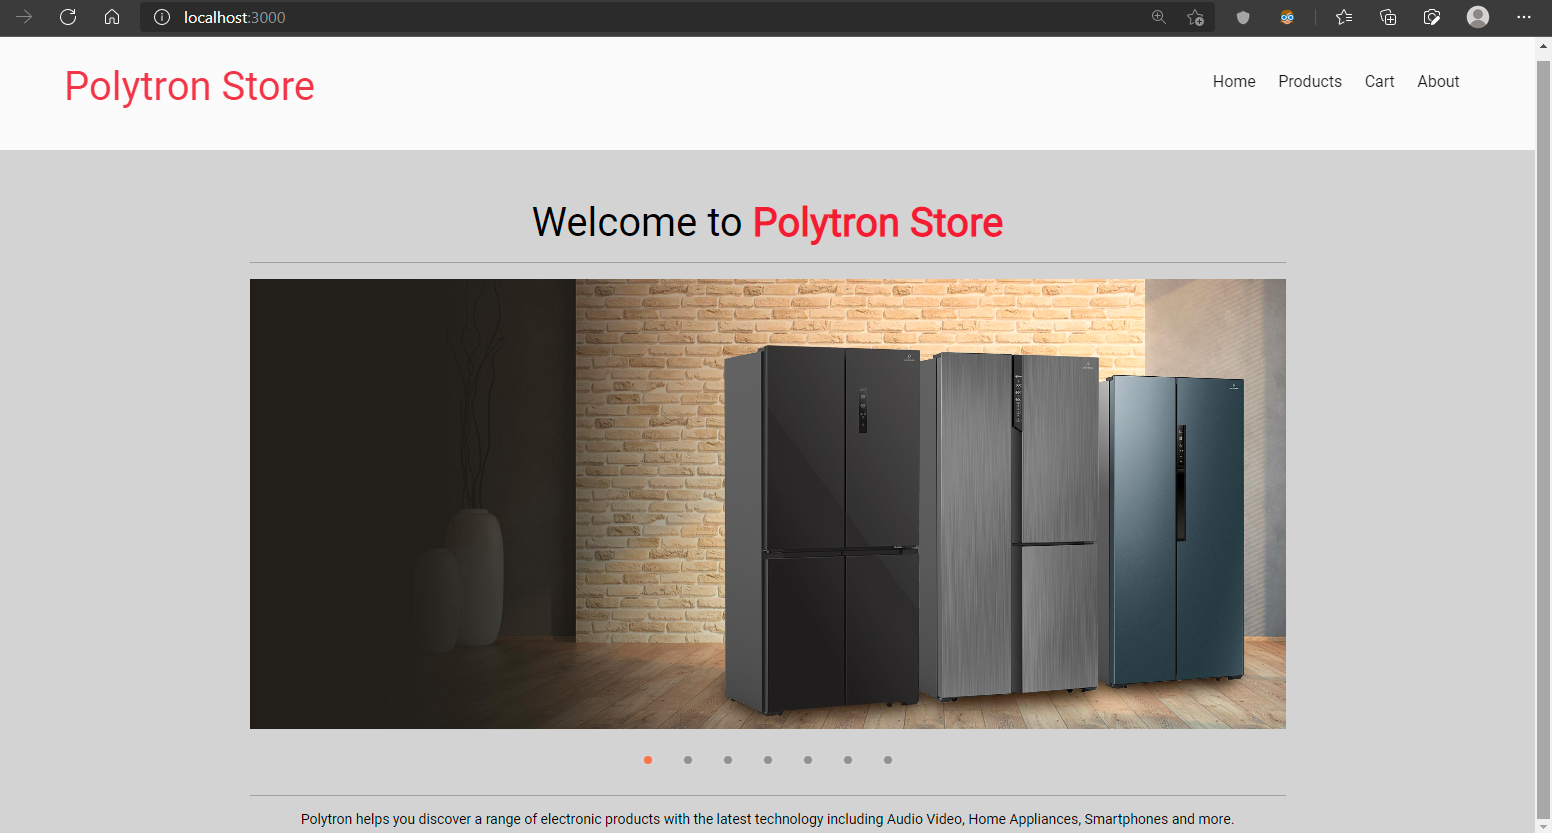 localhost:3000
Polytron Store
Home Products Cart About
Welcome to Polytron Store
Polytron helps you discover a range of electronic products with the latest technology including Audio Video, Home Appliances, Smartphones and more.